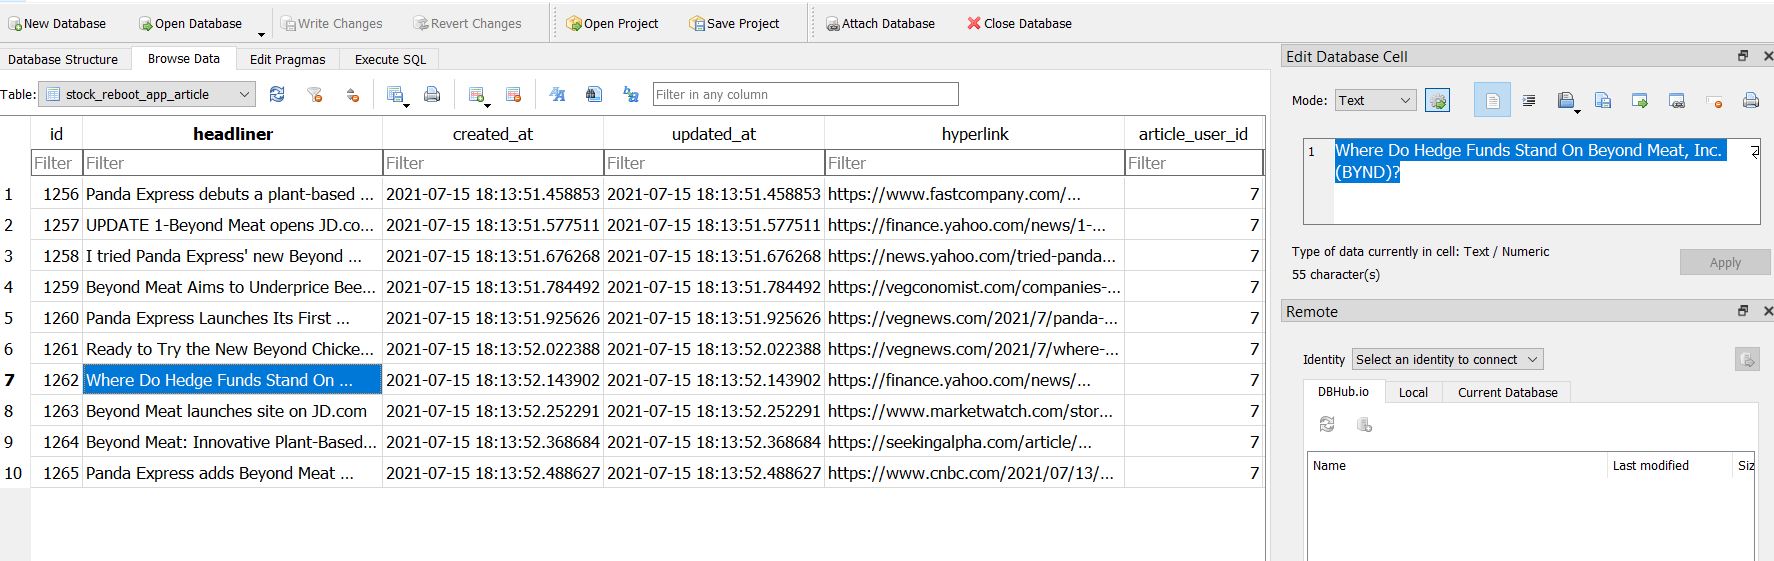 New Database Open Database Write Changes Revert Changes Open Project Save Project Attach Database Close Database
Database Structure Browse Data Edit Pragmas Execute SQL
Table: stock_reboot_app_article Filter in any column
id headliner created_at updated_at hyperlink article_user_id
Filter Filter Filter Filter Filter Filter
1 1256 Panda Express debuts a plant-based ... 2021-07-15 18:13:51.458853 2021-07-15 18:13:51.458853 https://www.fastcompany.com/... 7
2 1257 UPDATE 1-Beyond Meat opens JD.co... 2021-07-15 18:13:51.577511 2021-07-15 18:13:51.577511 https://finance.yahoo.com/news/1-... 7
3 1258 I tried Panda Express' new Beyond ... 2021-07-15 18:13:51.676268 2021-07-15 18:13:51.676268 https://news.yahoo.com/tried-panda... 7
4 1259 Beyond Meat Aims to Underprice Bee... 2021-07-15 18:13:51.784492 2021-07-15 18:13:51.784492 https://vegconomist.com/companies-... 7
5 1260 Panda Express Launches Its First ... 2021-07-15 18:13:51.925626 2021-07-15 18:13:51.925626 https://vegnews.com/2021/7/panda-... 7
6 1261 Ready to Try the New Beyond Chicke... 2021-07-15 18:13:52.022388 2021-07-15 18:13:52.022388 https://vegnews.com/2021/7/where-... 7
7 1262 Where Do Hedge Funds Stand On ... 2021-07-15 18:13:52.143902 2021-07-15 18:13:52.143902 https://finance.yahoo.com/news/... 7
8 1263 Beyond Meat launches site on JD.com 2021-07-15 18:13:52.252291 2021-07-15 18:13:52.252291 https://www.marketwatch.com/stor... 7
9 1264 Beyond Meat: Innovative Plant-Based... 2021-07-15 18:13:52.368684 2021-07-15 18:13:52.368684 https://seekingalpha.com/article/... 7
10 1265 Panda Express adds Beyond Meat ... 2021-07-15 18:13:52.488627 2021-07-15 18:13:52.488627 https://www.cnbc.com/2021/07/13/... 7
Edit Database Cell
Mode: Text
1 Where Do Hedge Funds Stand On Beyond Meat, Inc.
(BYND)?
Type of data currently in cell: Text / Numeric
55 character(s)
Apply
Remote
Identity Select an identity to connect
DBHub.io Local Current Database
Name Last modified Siz